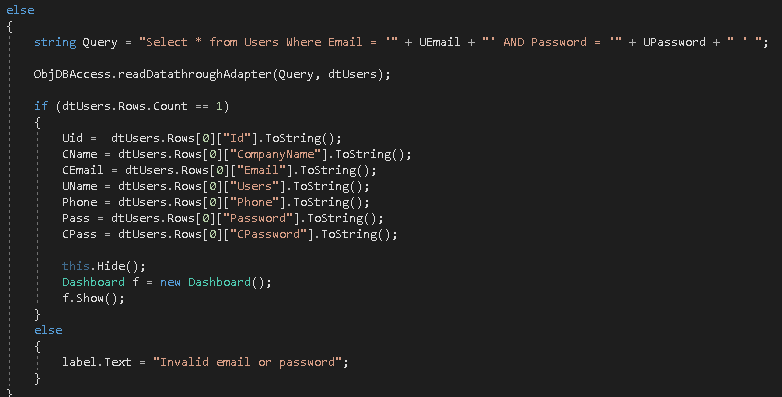 else
{
string Query = "Select * from Users Where Email = '" + UEmail + "' AND Password = '" + UPassword + " ' ";
ObjDBAccess.readDatathroughAdapter(Query, dtUsers);
if (dtUsers.Rows.Count == 1)
{
Uid =  dtUsers.Rows[0]["Id"].ToString();
CName = dtUsers.Rows[0]["CompanyName"].ToString();
CEmail = dtUsers.Rows[0]["Email"].ToString();
UName = dtUsers.Rows[0]["Users"].ToString();
Phone = dtUsers.Rows[0]["Phone"].ToString();
Pass = dtUsers.Rows[0]["Password"].ToString();
CPass = dtUsers.Rows[0]["CPassword"].ToString();
this.Hide();
Dashboard f = new Dashboard();
f.Show();
}
else
{
label.Text = "Invalid email or password";
}
}